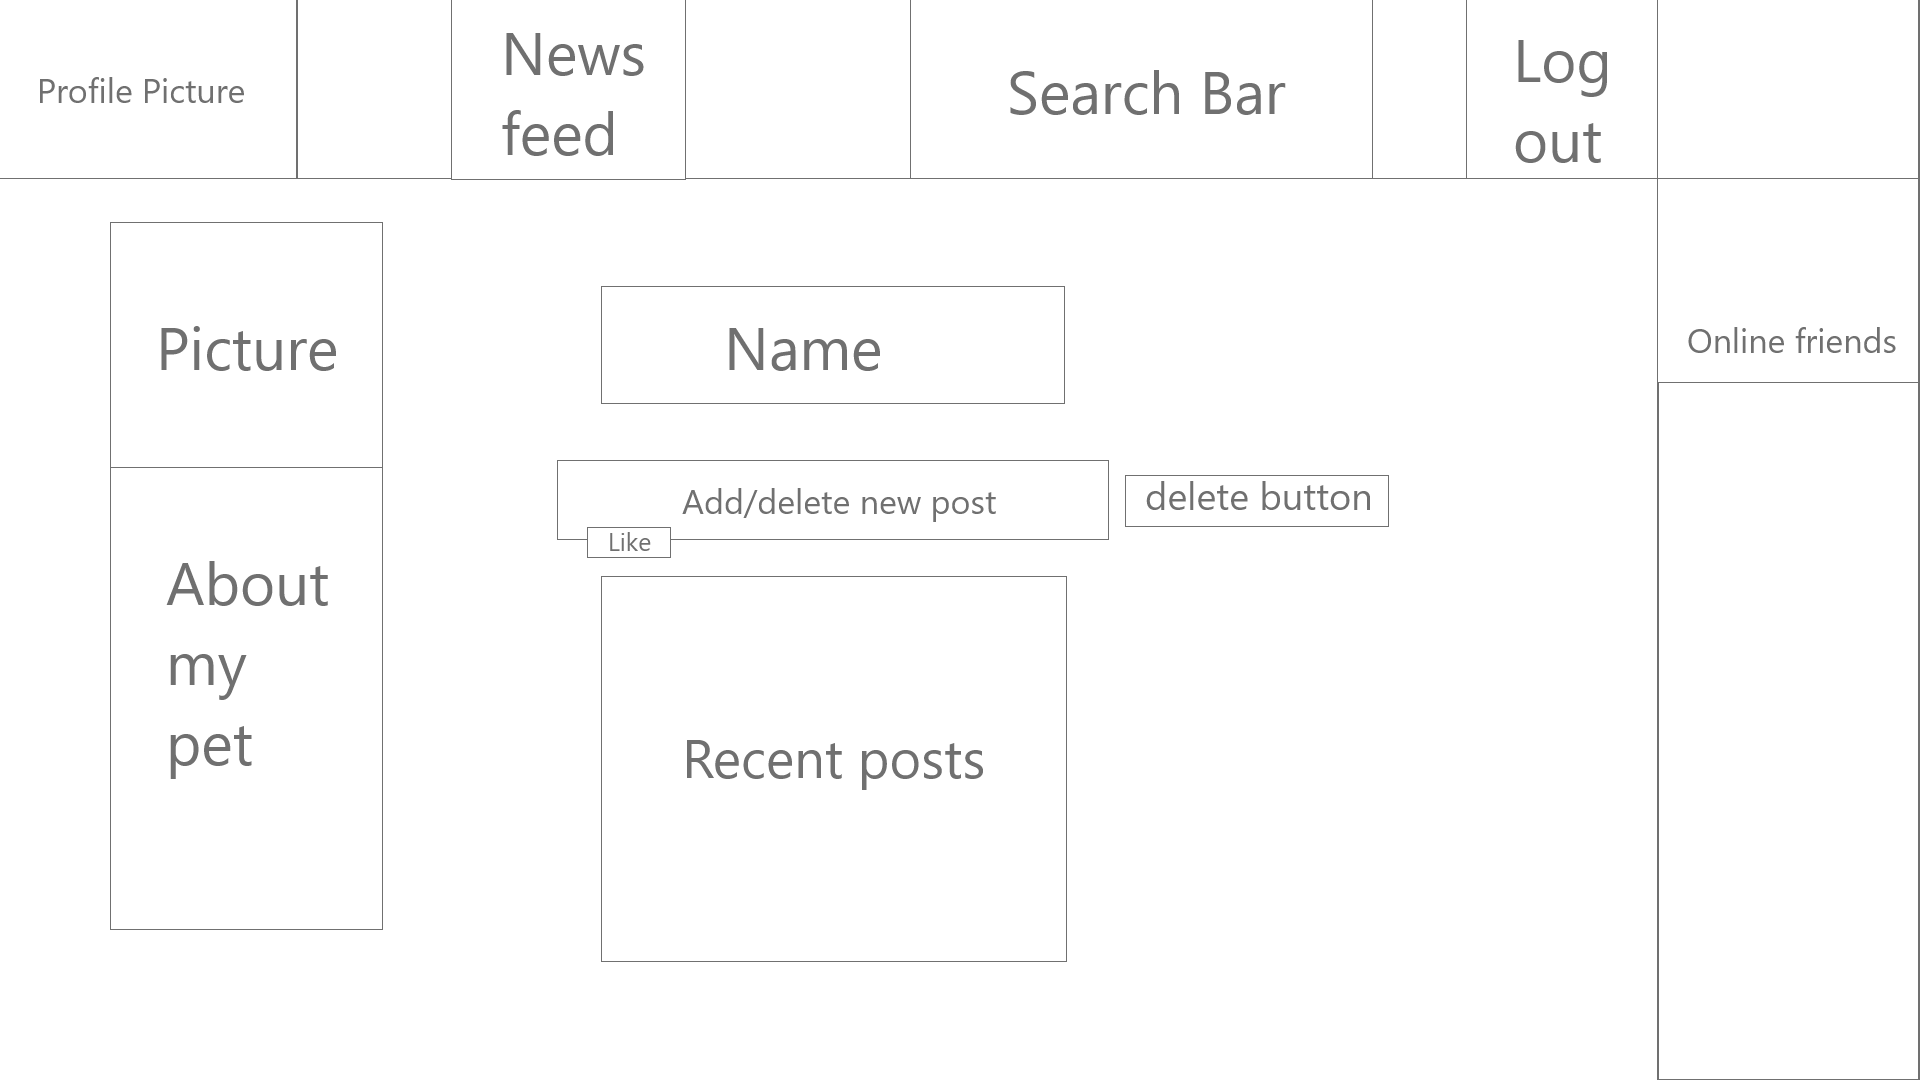 Profile Picture
News
feed
Search Bar
Log
out
Picture
Name
Online friends
Add/delete new post
delete button
Like
About
my
pet
Recent posts